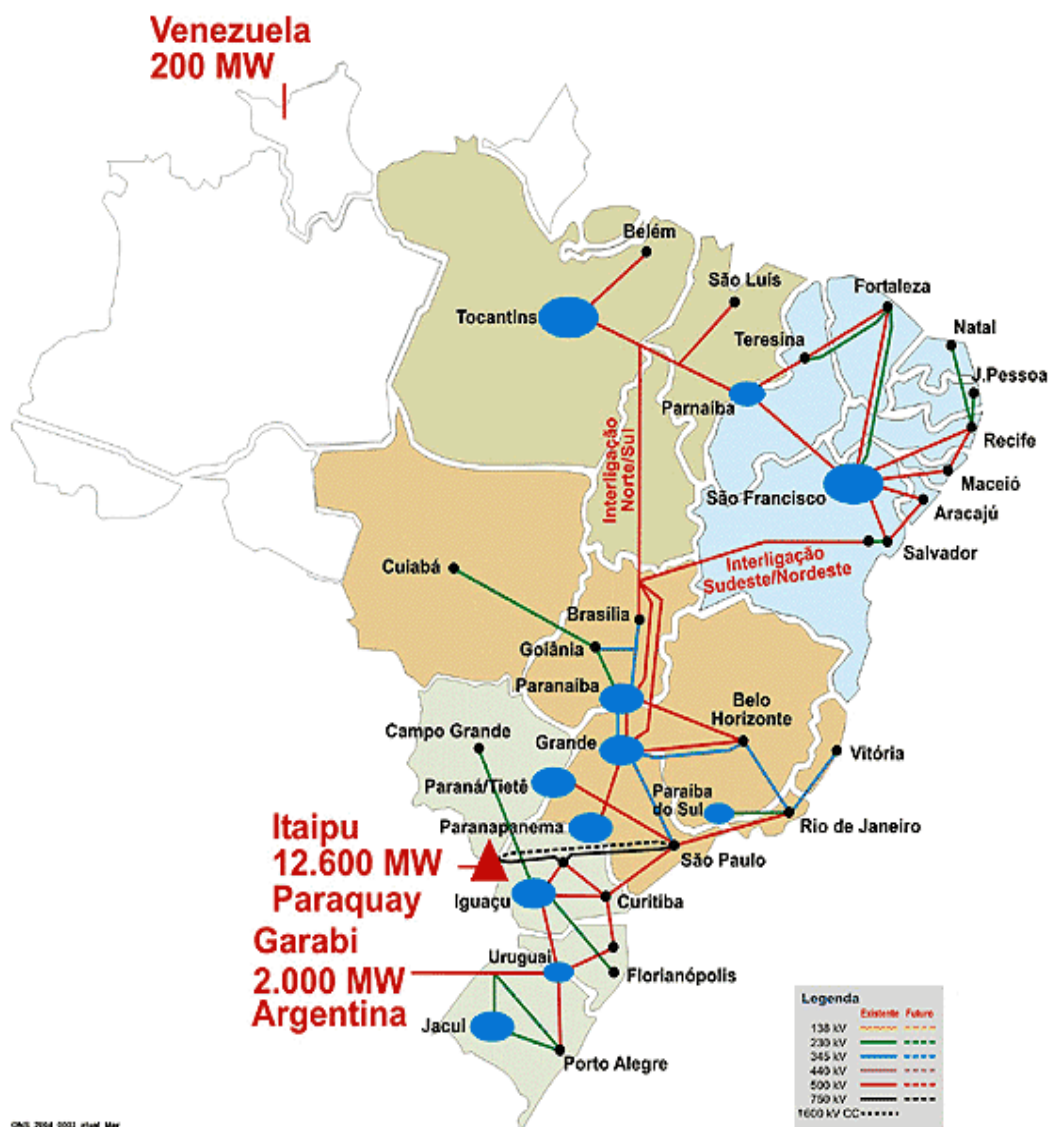 Venezuela
200 MW
Belém
São Luís
Tocantins
Fortaleza
Teresina
Natal
J.Pessoa
Parnaíba
Recife
Interligação
Norte/Sul
São Francisco
Maceió
Aracajú
Salvador
Interligação
Sudeste/Nordeste
Cuiabá
Brasília
Goiânia
Paranaíba
Belo
Horizonte
Campo Grande
Grande
Vitória
Paraná/Tietê
Paraíba
do Sul
Paranapanema
Rio de Janeiro
Itaipu
12.600 MW
Paraquay
São Paulo
Iguaçu
Curitiba
Garabi
2.000 MW
Argentina
Uruguai
Florianópolis
Jacuí
Porto Alegre
Legenda
Existente Futuro
138 kV
230 kV
345 kV
440 kV
500 kV
750 kV
1600 kV CC